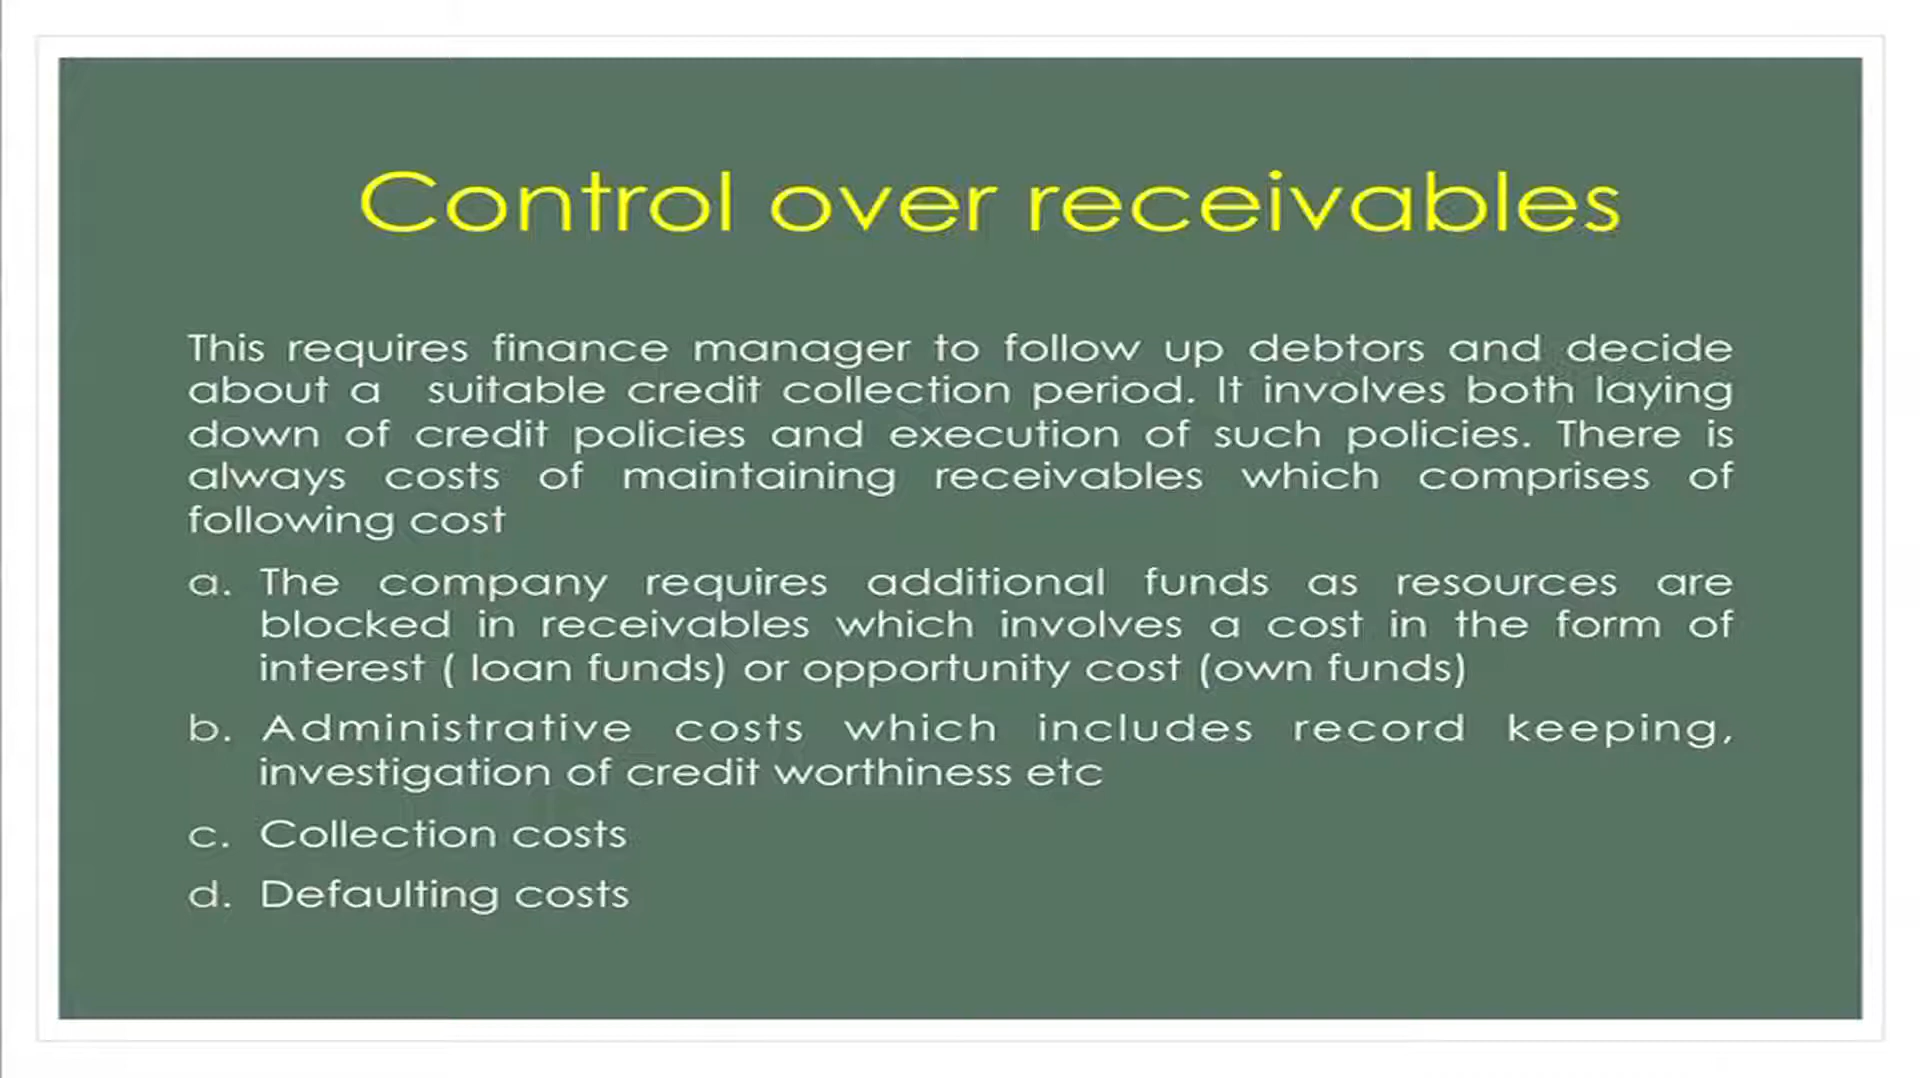 Control over receivables
This requires finance manager to follow up debtors and decide
about a suitable credit collection period. It involves both laying
down of credit policies and execution of such policies. There is
always costs of maintaining receivables which comprises of
following cost
a. The company requires additional funds as resources are
blocked in receivables which involves a cost in the form of
interest ( loan funds) or opportunity cost (own funds)
b. Administrative costs which includes record keeping,
investigation of credit worthiness etc
c. Collection costs
d. Defaulting costs